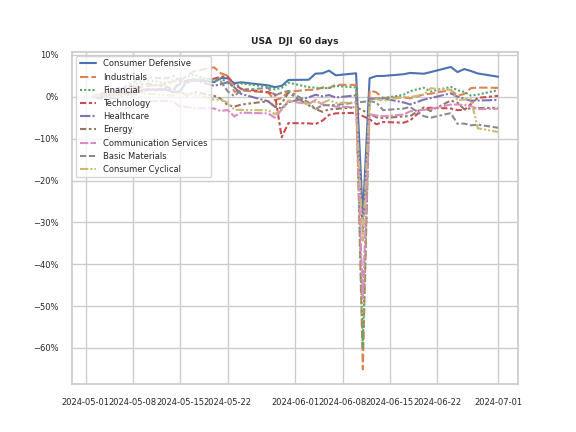 USA DJI 60 days
10%
0%
−10%
−20%
−30%
−40%
−50%
−60%
Consumer Defensive
Industrials
Financial
Technology
Healthcare
Energy
Communication Services
Basic Materials
Consumer Cyclical
2024-05-01 2024-05-08 2024-05-15 2024-05-22 2024-06-01 2024-06-08 2024-06-15 2024-06-22 2024-07-01